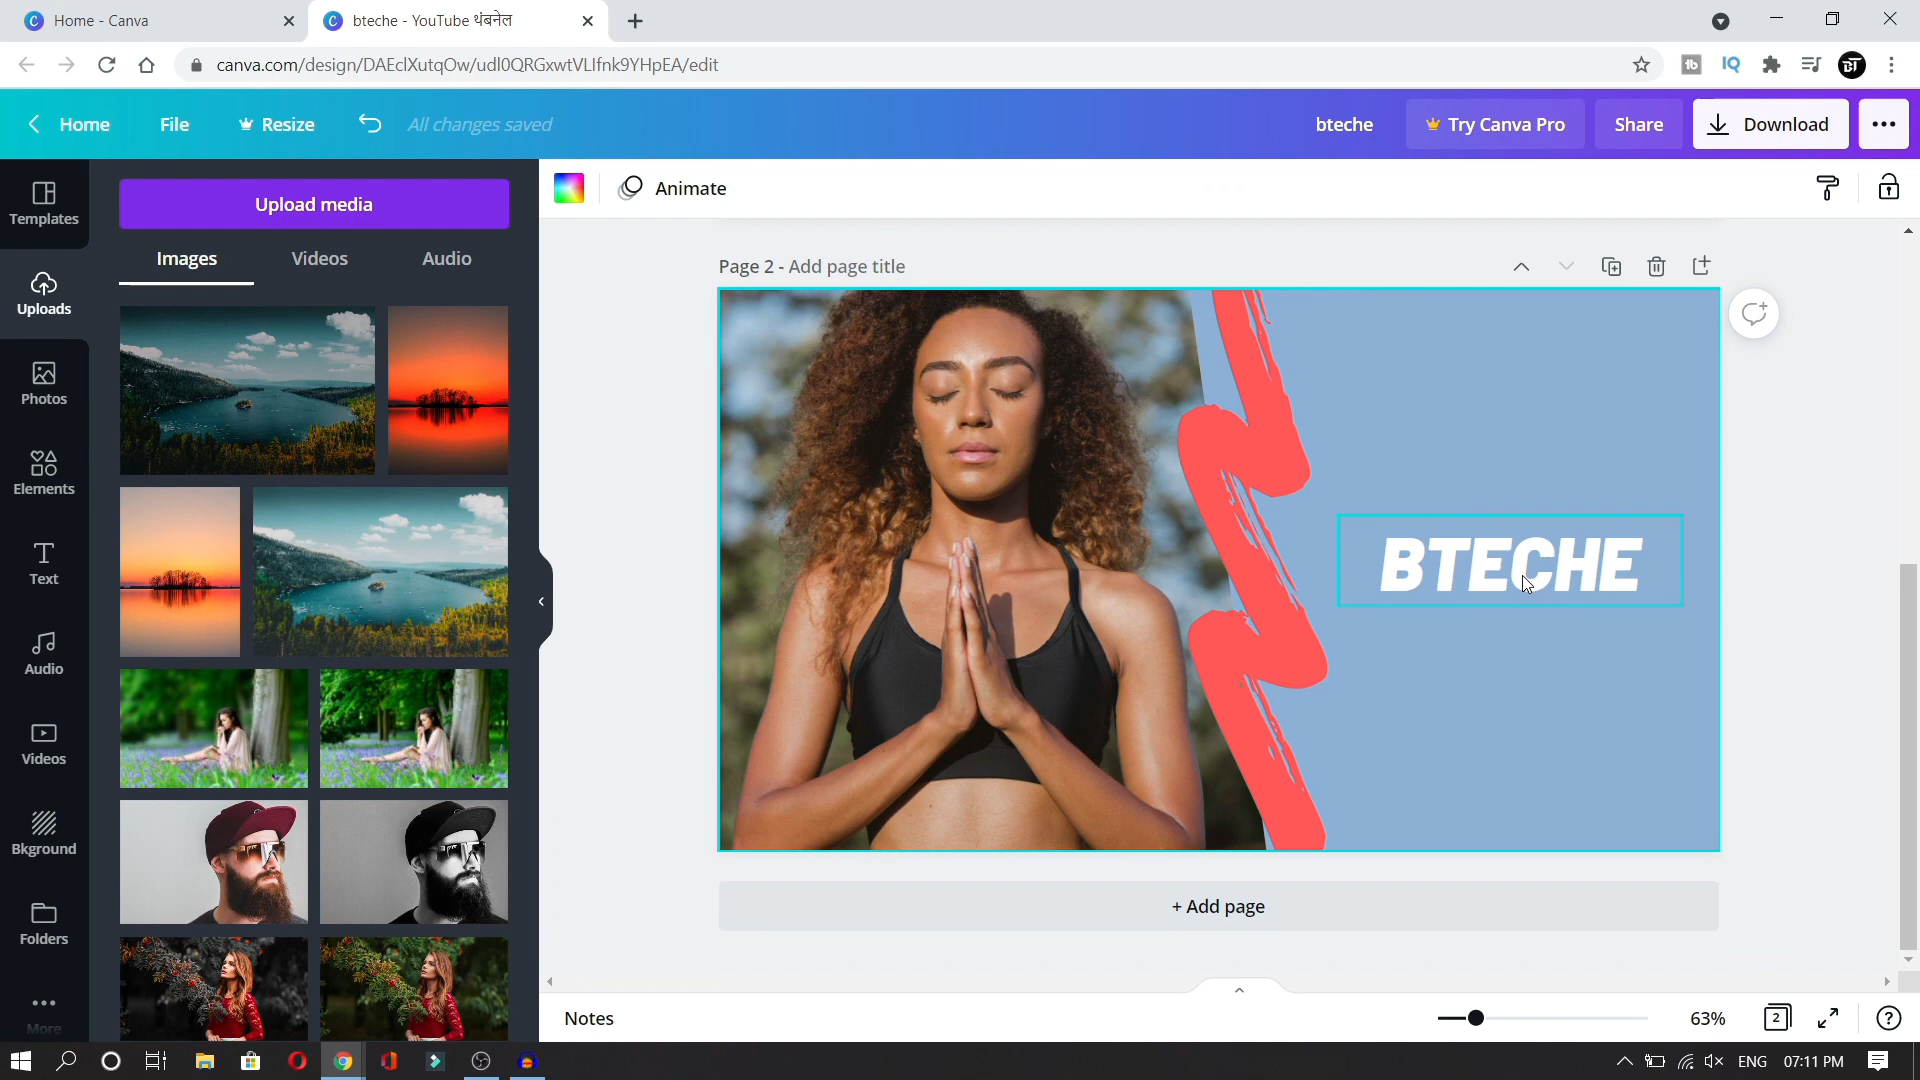 Home - Canva
bteche - YouTube थंबनेल
canva.com/design/DAEclXutqOw/udl0QRGxwtVLIfnk9YHpEA/edit
Home
File
Resize
All changes saved
bteche
Try Canva Pro
Share
Download
Templates
Uploads
Photos
Elements
Text
Audio
Videos
Bkground
Folders
More
Upload media
Images
Videos
Audio
Animate
Page 2 - Add page title
BTECHE
+ Add page
Notes
63%
2
ENG
07:11 PM